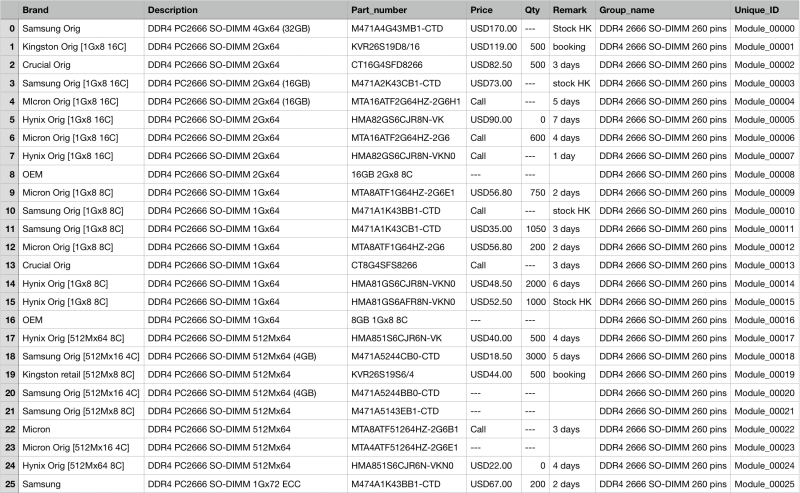 Brand Description Part_number Price Qty Remark Group_name Unique_ID
0 Samsung Orig DDR4 PC2666 SO-DIMM 4Gx64 (32GB) M471A4G43MB1-CTD USD170.00 --- Stock HK DDR4 2666 SO-DIMM 260 pins Module_00000
1 Kingston Orig [1Gx8 16C] DDR4 PC2666 SO-DIMM 2Gx64 KVR26S19D8/16 USD119.00 500 booking DDR4 2666 SO-DIMM 260 pins Module_00001
2 Crucial Orig DDR4 PC2666 SO-DIMM 2Gx64 CT16G4SFD8266 USD82.50 502 3 days DDR4 2666 SO-DIMM 260 pins Module_00002
3 Samsung Orig [1Gx8 16C] DDR4 PC2666 SO-DIMM 2Gx64 (16GB) M471A2K43CB1-CTD USD73.00 --- stock HK DDR4 2666 SO-DIMM 260 pins Module_00003
4 MIcron Orig [1Gx8 16C] DDR4 PC2666 SO-DIMM 2Gx64 (16GB) MTA16ATF2G64HZ-2G6H1 Call --- 5 days DDR4 2666 SO-DIMM 260 pins Module_00004
5 Hynix Orig [1Gx8 16C] DDR4 PC2666 SO-DIMM 2Gx64 HMA82GS6CJR8N-VK USD90.00 0 7 days DDR4 2666 SO-DIMM 260 pins Module_00005
6 Micron Orig [1Gx8 16C] DDR4 PC2666 SO-DIMM 2Gx64 MTA16ATF2G64HZ-2G6 Call 600 4 days DDR4 2666 SO-DIMM 260 pins Module_00006
7 Hynix Orig [1Gx8 16C] DDR4 PC2666 SO-DIMM 2Gx64 HMA82GS6CJR8N-VKN0 Call --- 1 day DDR4 2666 SO-DIMM 260 pins Module_00007
8 OEM DDR4 PC2666 SO-DIMM 2Gx64 16GB 2Gx8 8C --- --- DDR4 2666 SO-DIMM 260 pins Module_00008
9 Micron Orig [1Gx8 8C] DDR4 PC2666 SO-DIMM 1Gx64 MTA8ATF1G64HZ-2G6E1 USD56.80 750 2 days DDR4 2666 SO-DIMM 260 pins Module_00009
10 Samsung Orig [1Gx8 8C] DDR4 PC2666 SO-DIMM 1Gx64 M471A1K43BB1-CTD Call --- stock HK DDR4 2666 SO-DIMM 260 pins Module_00010
11 Samsung Orig [1Gx8 8C] DDR4 PC2666 SO-DIMM 1Gx64 M471A1K43CB1-CTD USD35.00 1050 3 days DDR4 2666 SO-DIMM 260 pins Module_00011
12 Micron Orig [1Gx8 8C] DDR4 PC2666 SO-DIMM 1Gx64 MTA8ATF1G64HZ-2G6 USD56.80 200 2 days DDR4 2666 SO-DIMM 260 pins Module_00012
13 Crucial Orig DDR4 PC2666 SO-DIMM 1Gx64 CT8G4SFS8266 Call --- 3 days DDR4 2666 SO-DIMM 260 pins Module_00013
14 Hynix Orig [1Gx8 8C] DDR4 PC2666 SO-DIMM 1Gx64 HMA81GS6CJR8N-VKN0 USD48.50 2000 6 days DDR4 2666 SO-DIMM 260 pins Module_00014
15 Hynix Orig [1Gx8 8C] DDR4 PC2666 SO-DIMM 1Gx64 HMA81GS6AFR8N-VKN0 USD52.50 1000 Stock HK DDR4 2666 SO-DIMM 260 pins Module_00015
16 OEM DDR4 PC2666 SO-DIMM 1Gx64 8GB 1Gx8 8C --- --- DDR4 2666 SO-DIMM 260 pins Module_00016
17 Hynix Orig [512Mx64 8C] DDR4 PC2666 SO-DIMM 512Mx64 HMA851S6CJR6N-VK USD40.00 500 4 days DDR4 2666 SO-DIMM 260 pins Module_00017
18 Samsung Orig [512Mx16 4C] DDR4 PC2666 SO-DIMM 512Mx64 (4GB) M471A5244CB0-CTD USD18.50 3000 5 days DDR4 2666 SO-DIMM 260 pins Module_00018
19 Kingston retail [512Mx8 8C] DDR4 PC2666 SO-DIMM 512Mx64 KVR26S19S6/4 USD44.00 500 booking DDR4 2666 SO-DIMM 260 pins Module_00019
20 Samsung Orig [512Mx16 4C] DDR4 PC2666 SO-DIMM 512Mx64 (4GB) M471A5244BB0-CTD --- --- DDR4 2666 SO-DIMM 260 pins Module_00020
21 Samsung Orig [512Mx8 8C] DDR4 PC2666 SO-DIMM 512Mx64 M471A5143EB1-CTD --- --- DDR4 2666 SO-DIMM 260 pins Module_00021
22 Micron DDR4 PC2666 SO-DIMM 512Mx64 MTA8ATF51264HZ-2G6B1 Call --- 3 days DDR4 2666 SO-DIMM 260 pins Module_00022
23 Micron Orig [512Mx16 4C] DDR4 PC2666 SO-DIMM 512Mx64 MTA4ATF51264HZ-2G6E1 --- --- DDR4 2666 SO-DIMM 260 pins Module_00023
24 Hynix Orig [512Mx64 8C] DDR4 PC2666 SO-DIMM 512Mx64 HMA851S6CJR6N-VKN0 USD22.00 0 4 days DDR4 2666 SO-DIMM 260 pins Module_00024
25 Samsung DDR4 PC2666 SO-DIMM 1Gx72 ECC M474A1K43BB1-CTD USD67.00 200 2 days DDR4 2666 SO-DIMM 260 pins Module_00025